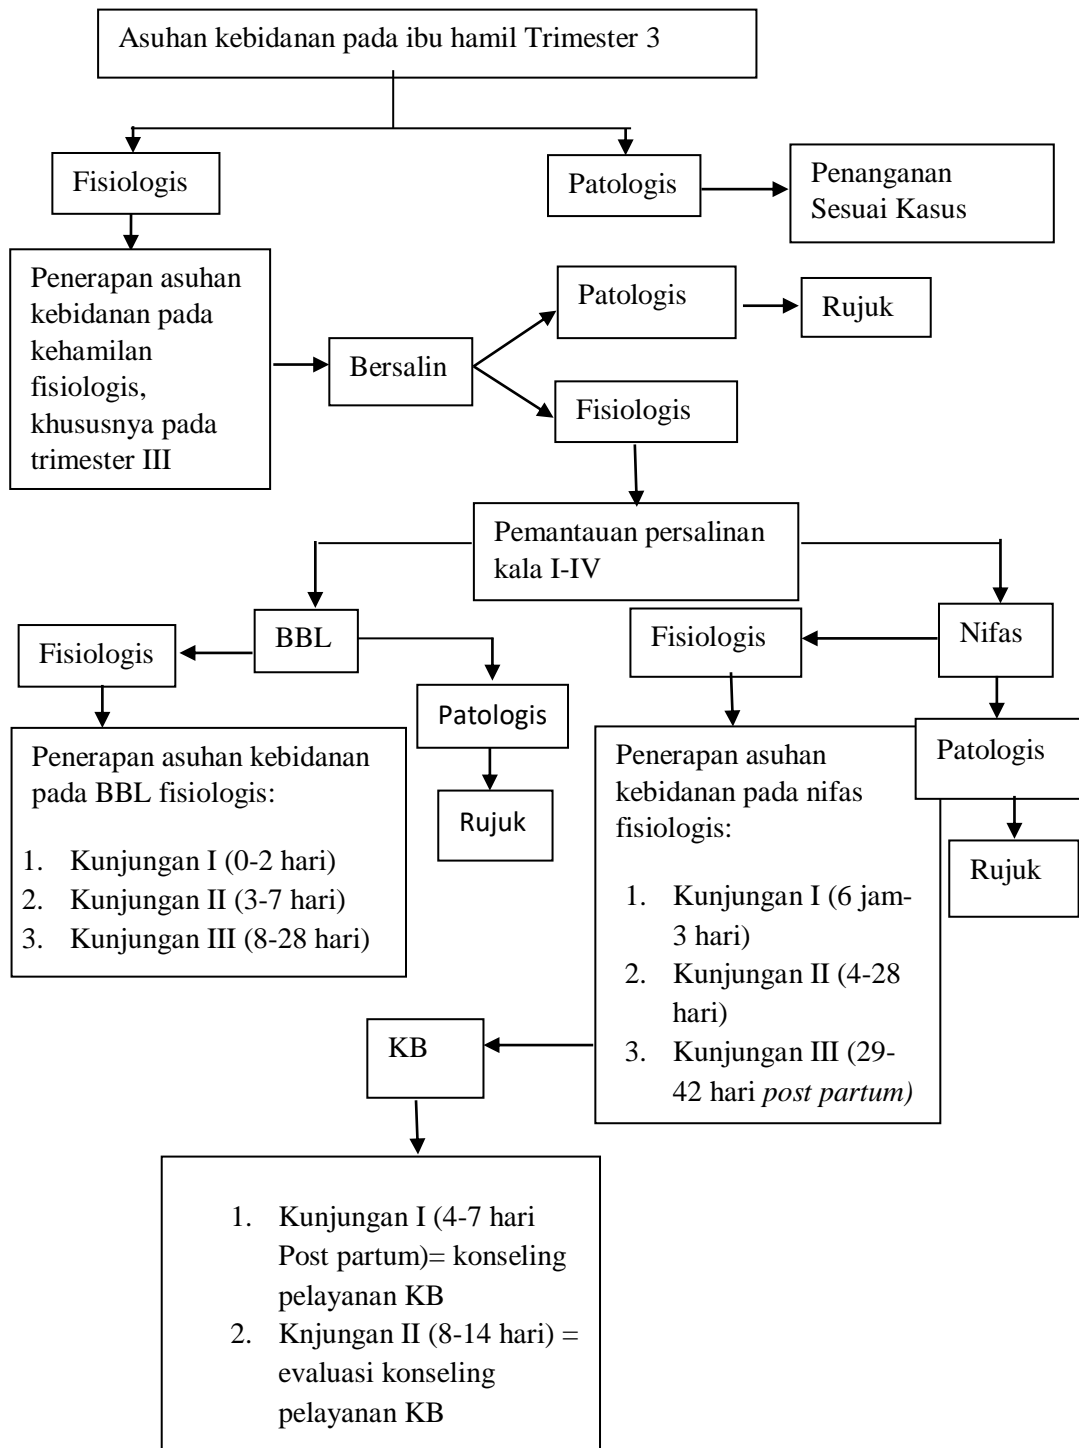 Asuhan kebidanan pada ibu hamil Trimester 3
Fisiologis
Patologis
Penanganan
Sesuai Kasus
Penerapan asuhan
kebidanan pada
kehamilan
fisiologis,
khususnya pada
trimester III
Bersalin
Patologis
Rujuk
Fisiologis
Pemantauan persalinan
kala I-IV
BBL
Fisiologis
Patologis
Rujuk
Penerapan asuhan kebidanan
pada BBL fisiologis:
1. Kunjungan I (0-2 hari)
2. Kunjungan II (3-7 hari)
3. Kunjungan III (8-28 hari)
Nifas
Fisiologis
Patologis
Rujuk
Penerapan asuhan
kebidanan pada nifas
fisiologis:
1. Kunjungan I (6 jam-
3 hari)
2. Kunjungan II (4-28
hari)
3. Kunjungan III (29-
42 hari post partum)
KB
1. Kunjungan I (4-7 hari
Post partum)= konseling
pelayanan KB
2. Knjungan II (8-14 hari) =
evaluasi konseling
pelayanan KB